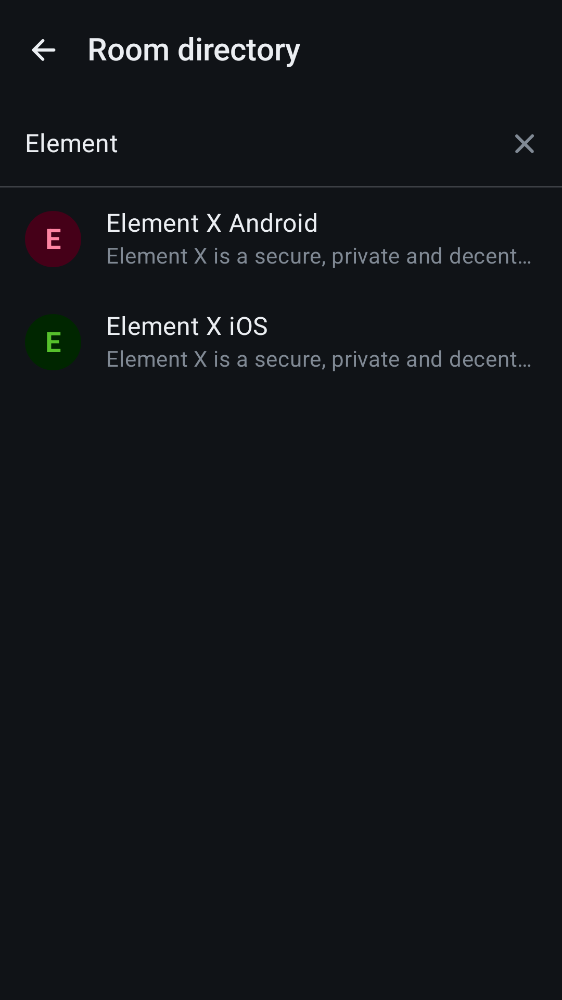 Room directory
Element
E
Element X Android
Element X is a secure, private and decent…
E
Element X iOS
Element X is a secure, private and decent…